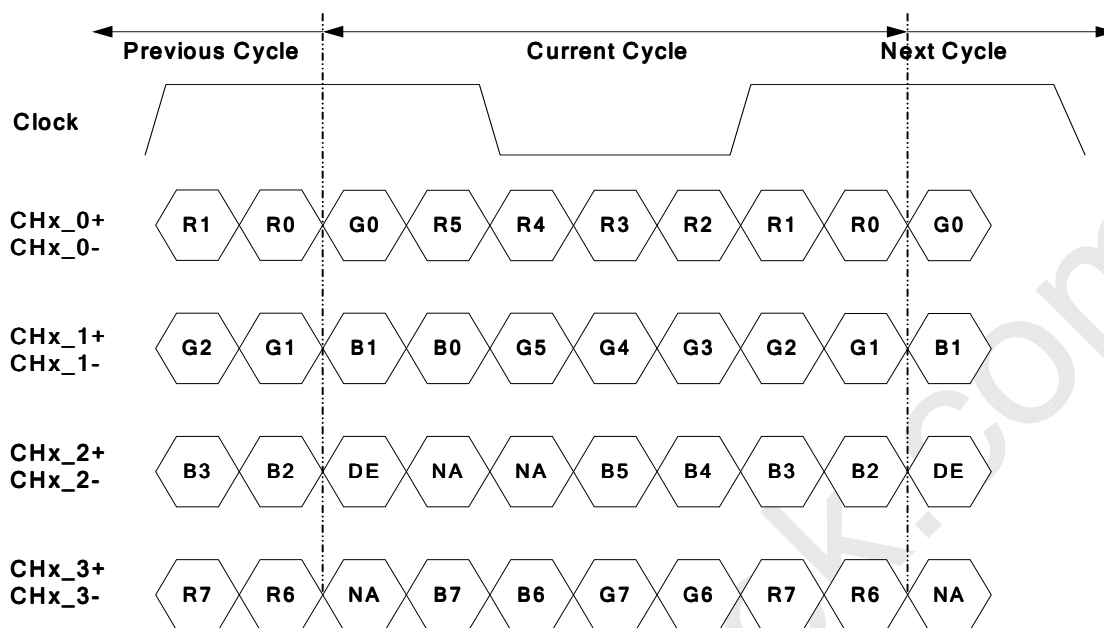 Previous Cycle Current Cycle Next Cycle
Clock
CHx_0+
CHx_0-
R1 R0 G0 R5 R4 R3 R2 R1 R0 G0
CHx_1+
CHx_1-
G2 G1 B1 B0 G5 G4 G3 G2 G1 B1
CHx_2+
CHx_2-
B3 B2 DE NA NA B5 B4 B3 B2 DE
CHx_3+
CHx_3-
R7 R6 NA B7 B6 G7 G6 R7 R6 NA
k.com